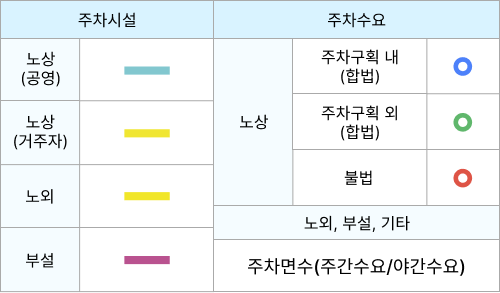 주차시설
주차수요
노상
(공영)
노상
(거주자)
노외
부설
노상
주차구획 내
(합법)
주차구획 외
(합법)
불법
노외, 부설, 기타
주차면수(주간수요/야간수요)